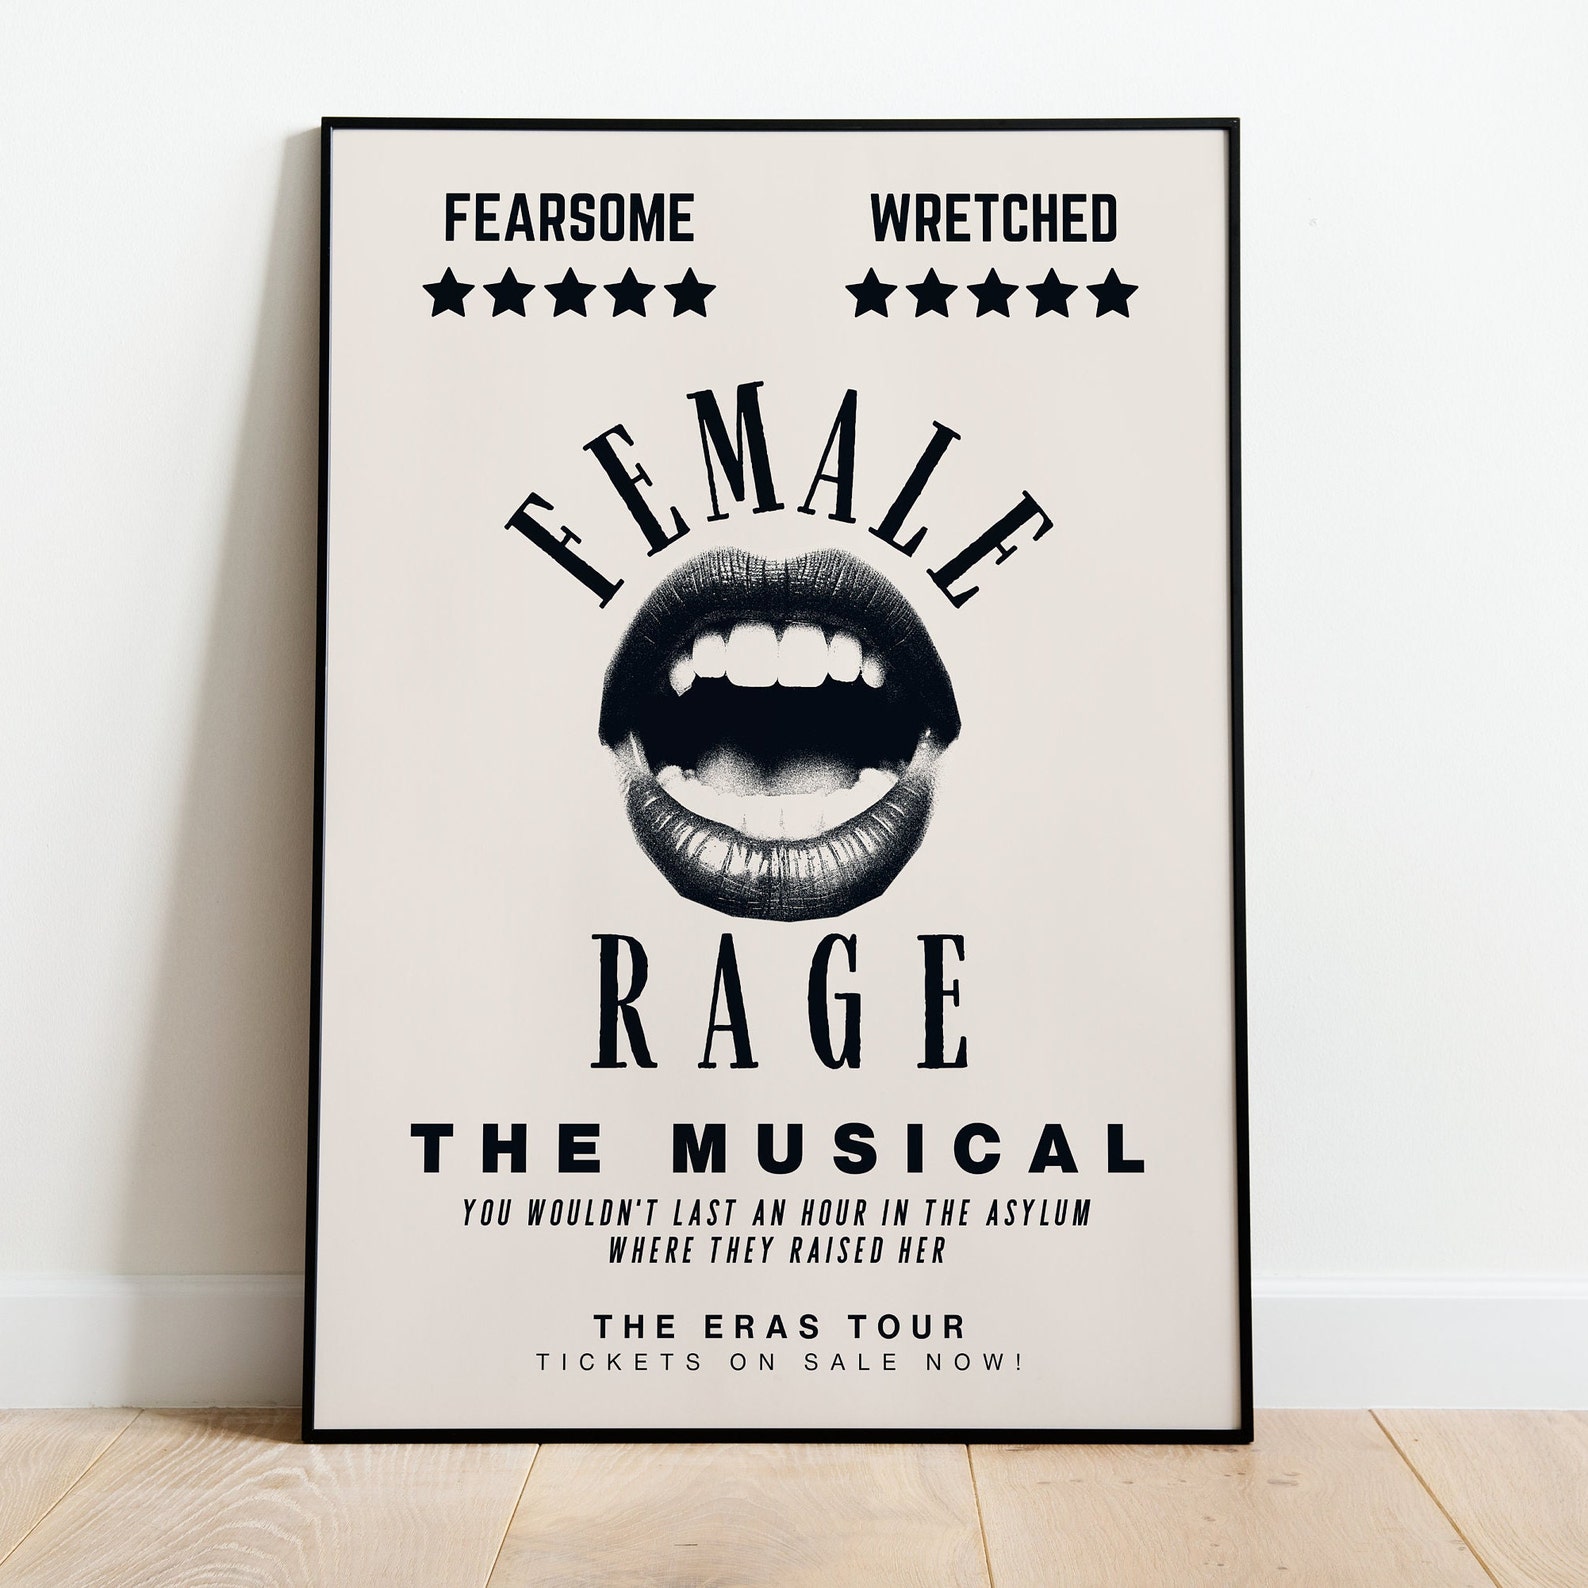 FEARSOME WRETCHED
FEMALE
RAGE
THE MUSICAL
YOU WOULDN'T LAST AN HOUR IN THE ASYLUM
WHERE THEY RAISED HER
THE ERAS TOUR
TICKETS ON SALE NOW!